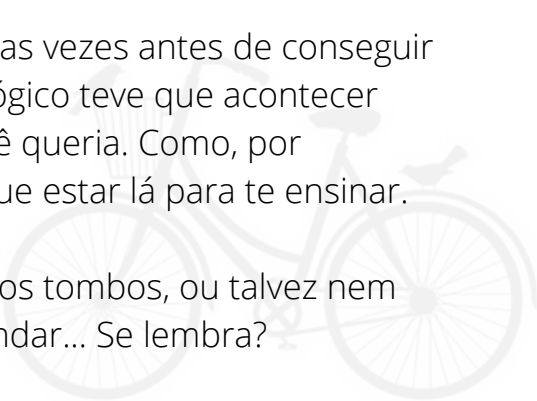 as vezes antes de conseguir
ógico teve que acontecer
ê queria. Como, por
ue estar lá para te ensinar.
os tombos, ou talvez nem
ndar... Se lembra?